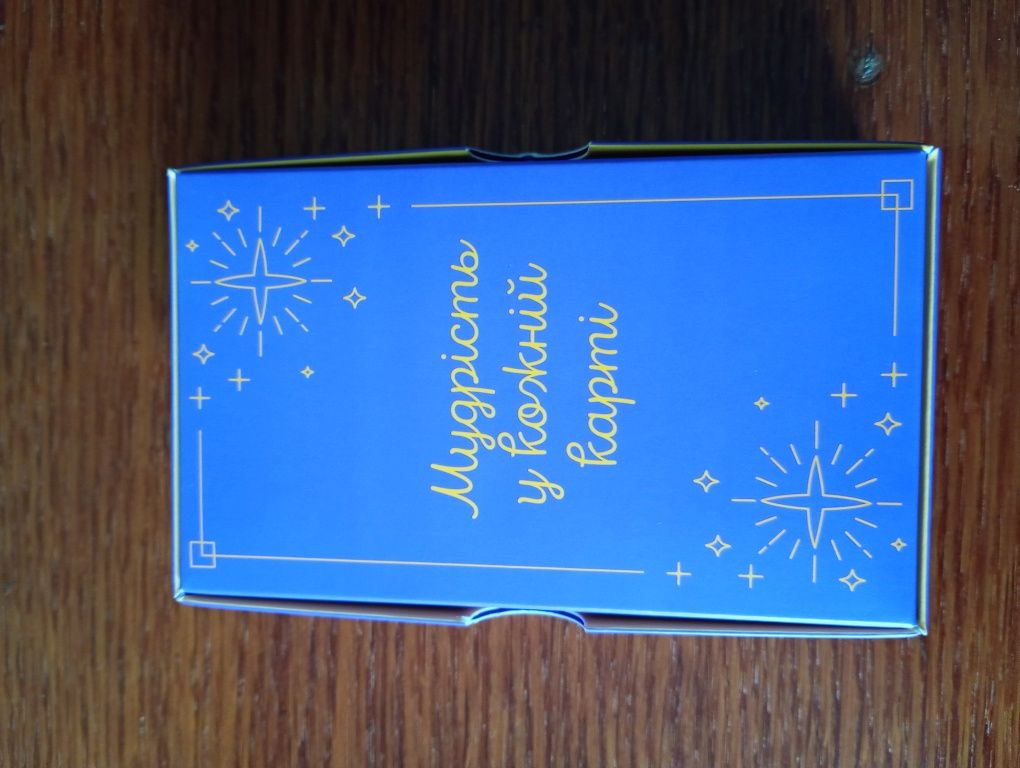 Мудрість
у кожній
карті